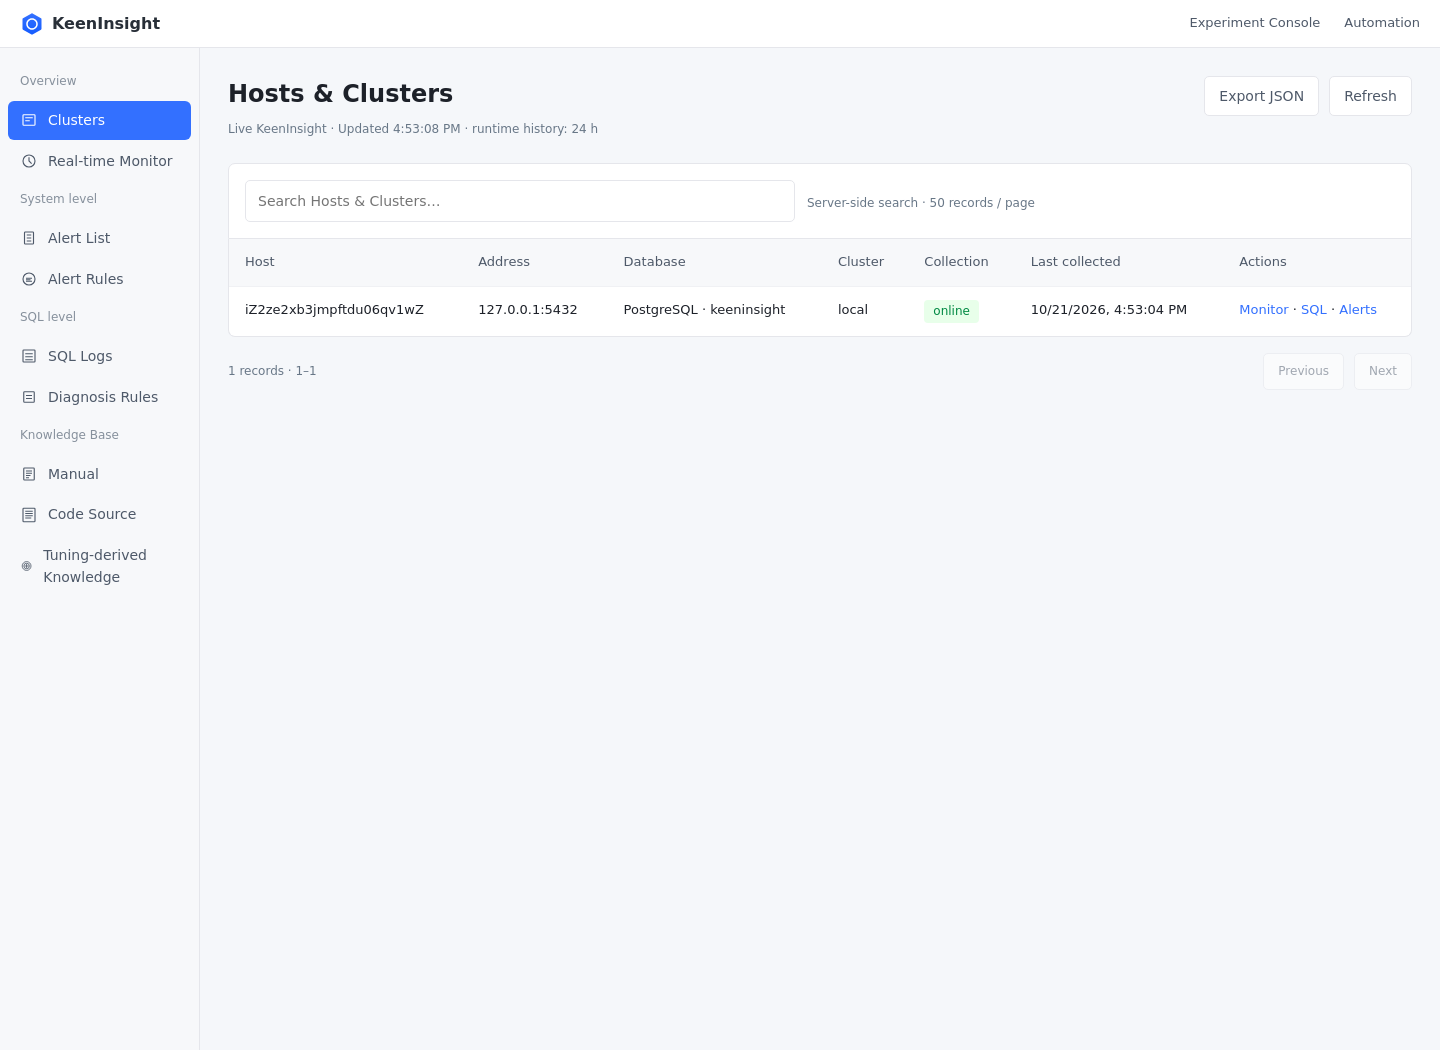 KeenInsight
Experiment Console
Automation
Overview
Clusters
Real-time Monitor
System level
Alert List
Alert Rules
SQL level
SQL Logs
Diagnosis Rules
Knowledge Base
Manual
Code Source
Tuning-derived
Knowledge
Hosts & Clusters
Live KeenInsight · Updated 4:53:08 PM · runtime history: 24 h
Export JSON
Refresh
Search Hosts & Clusters...
Server-side search · 50 records / page
Host Address Database Cluster Collection Last collected Actions
iZ2ze2xb3jmpftdu06qv1wZ 127.0.0.1:5432 PostgreSQL · keeninsight local online 10/21/2026, 4:53:04 PM Monitor · SQL · Alerts
1 records · 1–1
Previous
Next